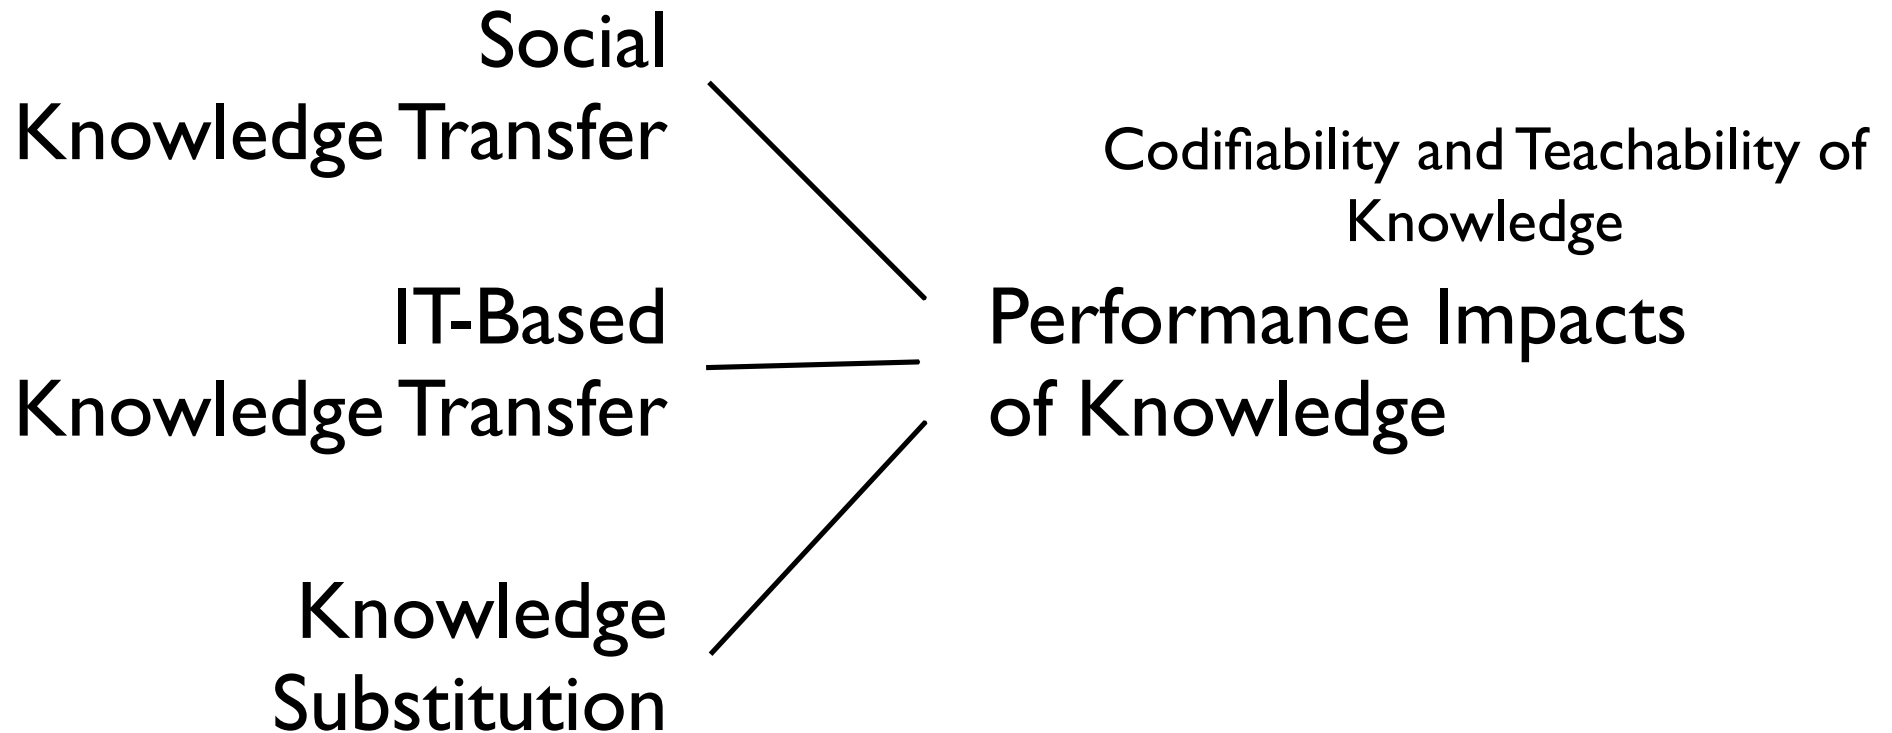 Social
Knowledge Transfer
Codifiability and Teachability of
Knowledge
IT-Based
Knowledge Transfer
Performance Impacts
of Knowledge
Knowledge
Substitution